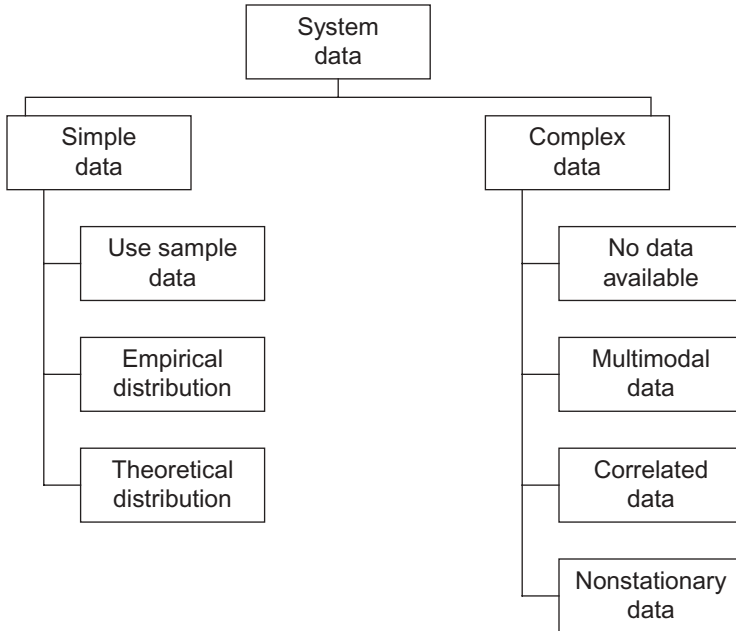 System
data
Simple
data
Use sample
data
Empirical
distribution
Theoretical
distribution
Complex
data
No data
available
Multimodal
data
Correlated
data
Nonstationary
data